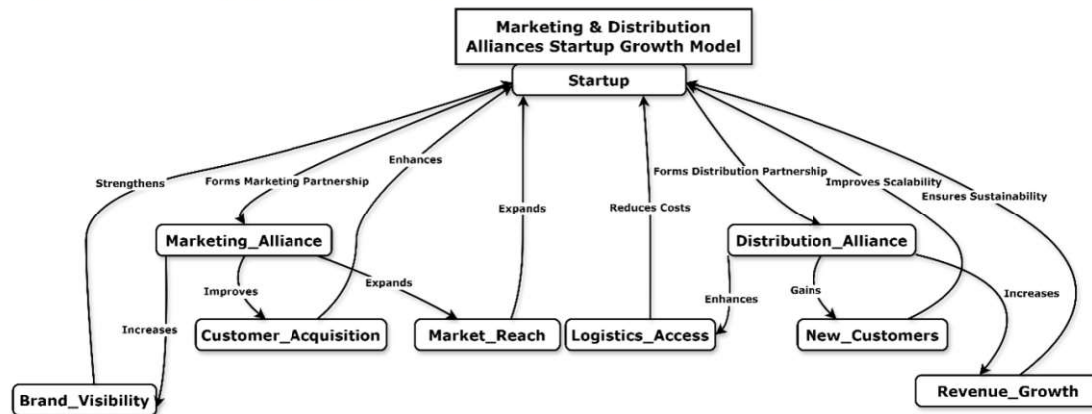 Marketing & Distribution
Alliances Startup Growth Model
Startup
Enhances
Strengthens
Forms Marketing Partnership
Forms Distribution Partnership
Improves Scalability
Ensures Sustainability
Expands
Reduces Costs
Marketing_Alliance
Distribution_Alliance
Improves
Expands
Gains
Increases
Enhances
Increases
Customer_Acquisition
Market_Reach
Logistics_Access
New_Customers
Brand_Visibility
Revenue_Growth